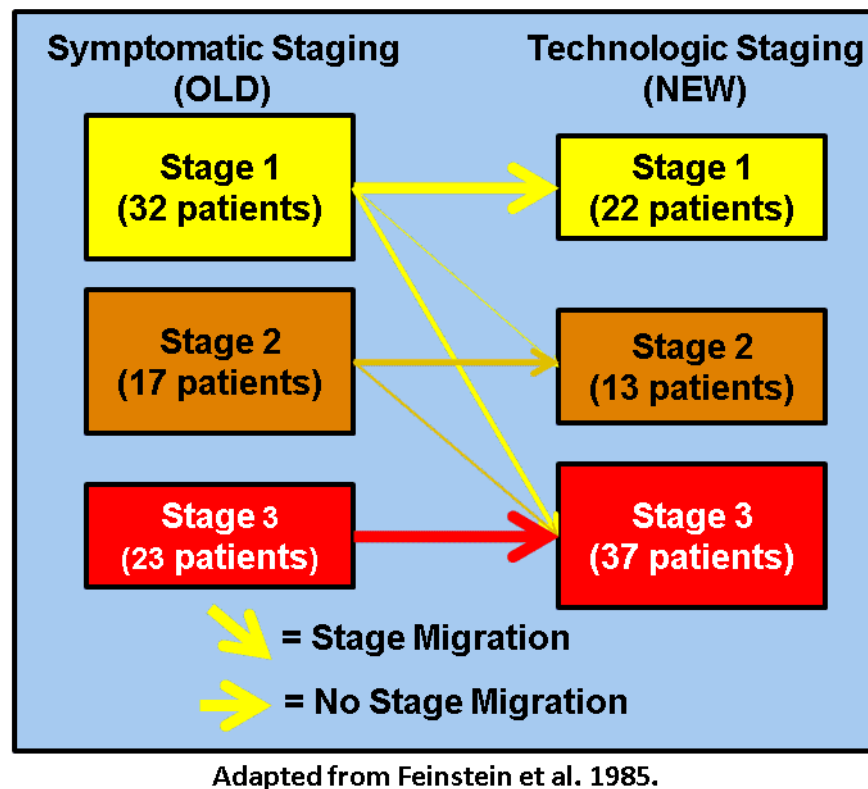 Symptomatic Staging
(OLD)
Technologic Staging
(NEW)
Stage 1
(32 patients)
Stage 1
(22 patients)
Stage 2
(17 patients)
Stage 2
(13 patients)
Stage 3
(23 patients)
Stage 3
(37 patients)
= Stage Migration
= No Stage Migration
Adapted from Feinstein et al. 1985.